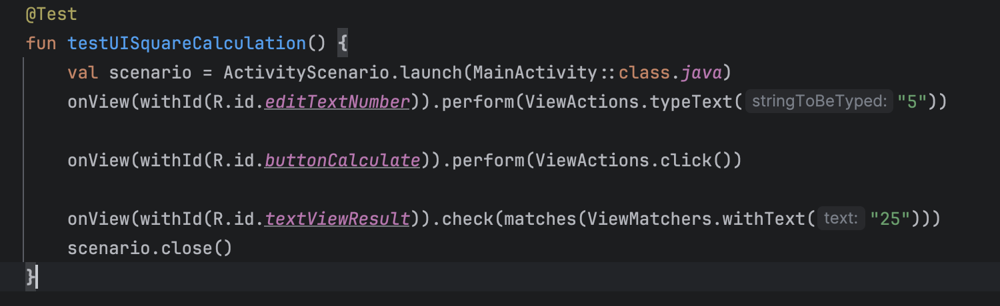 @Test
fun testUISquareCalculation() {
    val scenario = ActivityScenario.launch(MainActivity::class.java)
    onView(withId(R.id.editTextNumber)).perform(ViewActions.typeText( stringToBeTyped: "5"))
    onView(withId(R.id.buttonCalculate)).perform(ViewActions.click())
    onView(withId(R.id.textViewResult)).check(matches(ViewMatchers.withText( text: "25")))
    scenario.close()
}